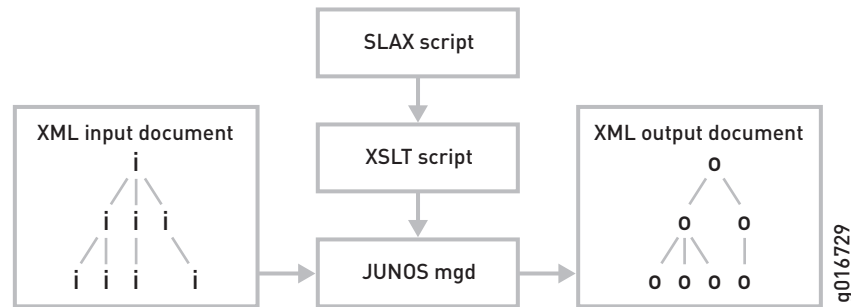 SLAX script
XML input document
i
i i i
i i i i
XSLT script
JUNOS mgd
XML output document
o
o o
o o o o
g016729